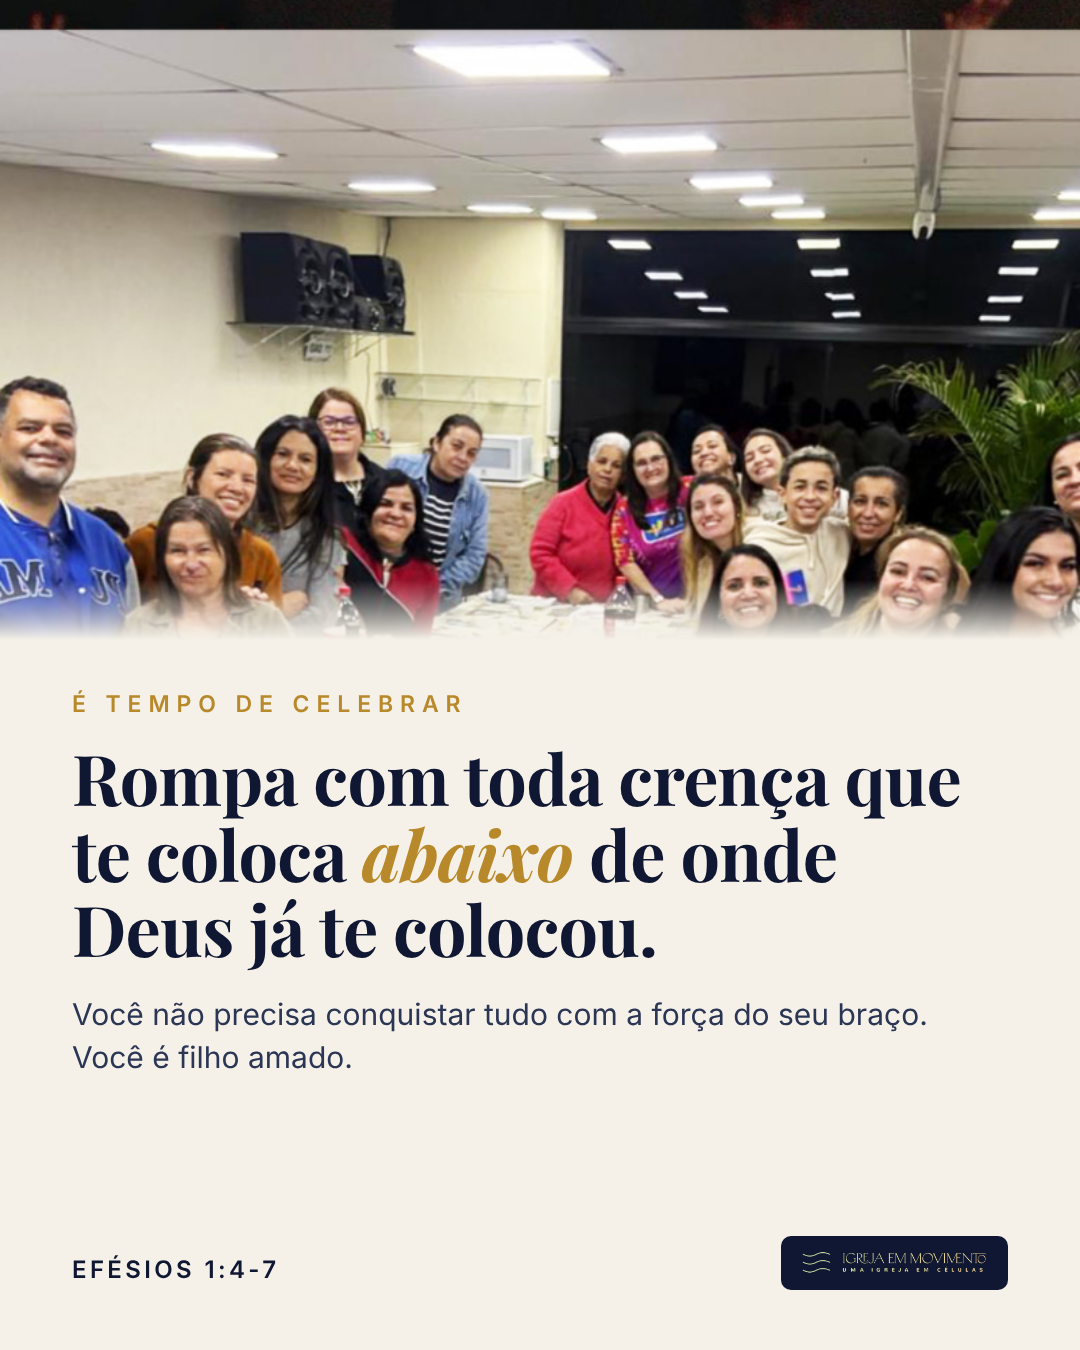 É TEMPO DE CELEBRAR
Rompa com toda crença que
te coloca abaixo de onde
Deus já te colocou.
Você não precisa conquistar tudo com a força do seu braço.
Você é filho amado.
EFÉSIOS 1:4-7
IGREJA EM MOVIMENTO
UMA IGREJA EM CÉLULAS